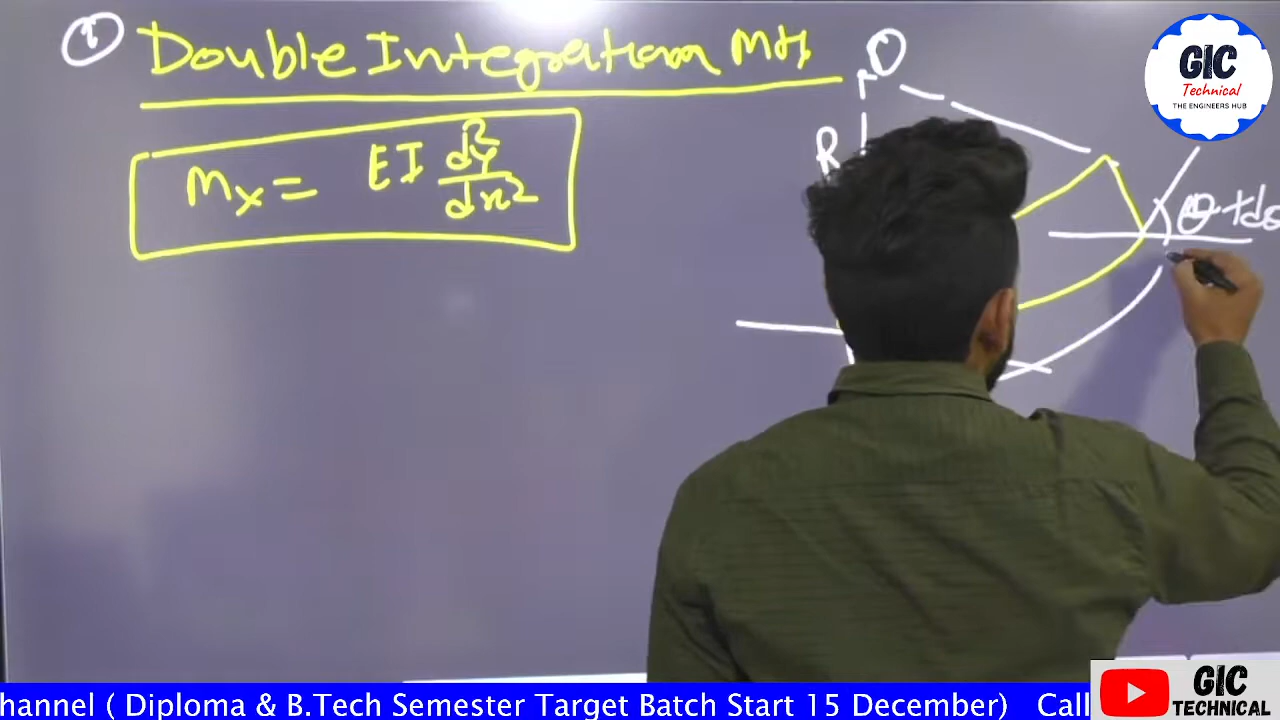 ① Double Integration Mth
Mx = EI d²y/dx²
O
R
θ+dθ
GIC
Technical
THE ENGINEERS HUB
hannel ( Diploma & B.Tech Semester Target Batch Start 15 December)   Call
GIC
TECHNICAL